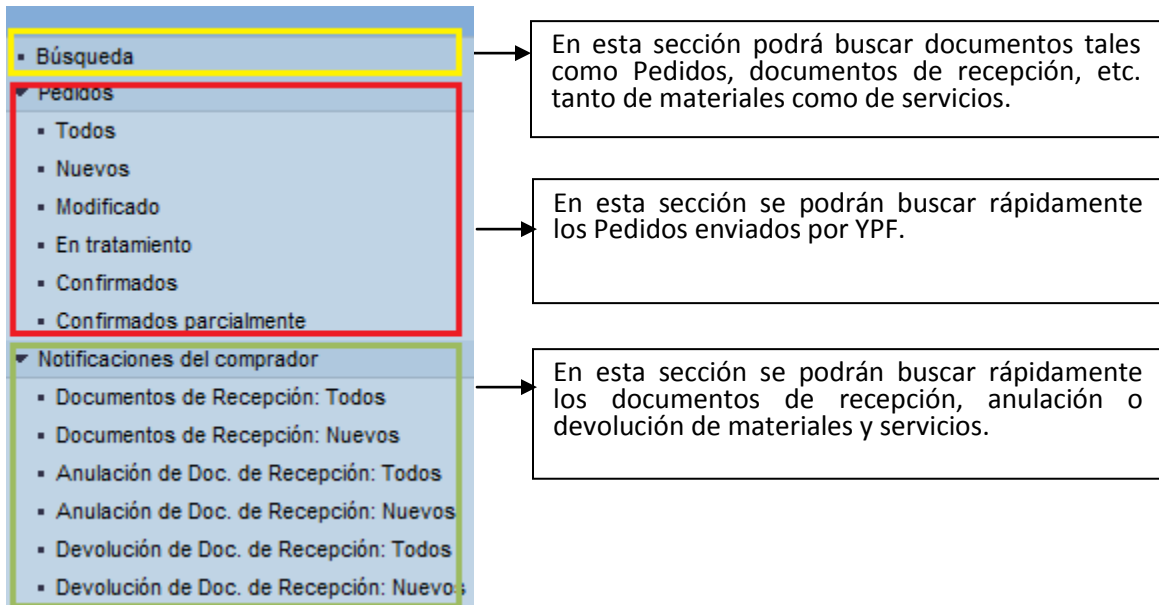 Búsqueda
Pedidos
Todos
Nuevos
Modificado
En tratamiento
Confirmados
Confirmados parcialmente
Notificaciones del comprador
Documentos de Recepción: Todos
Documentos de Recepción: Nuevos
Anulación de Doc. de Recepción: Todos
Anulación de Doc. de Recepción: Nuevos
Devolución de Doc. de Recepción: Todos
Devolución de Doc. de Recepción: Nuevos
En esta sección podrá buscar documentos tales
como Pedidos, documentos de recepción, etc.
tanto de materiales como de servicios.
En esta sección se podrán buscar rápidamente
los Pedidos enviados por YPF.
En esta sección se podrán buscar rápidamente
los documentos de recepción, anulación o
devolución de materiales y servicios.